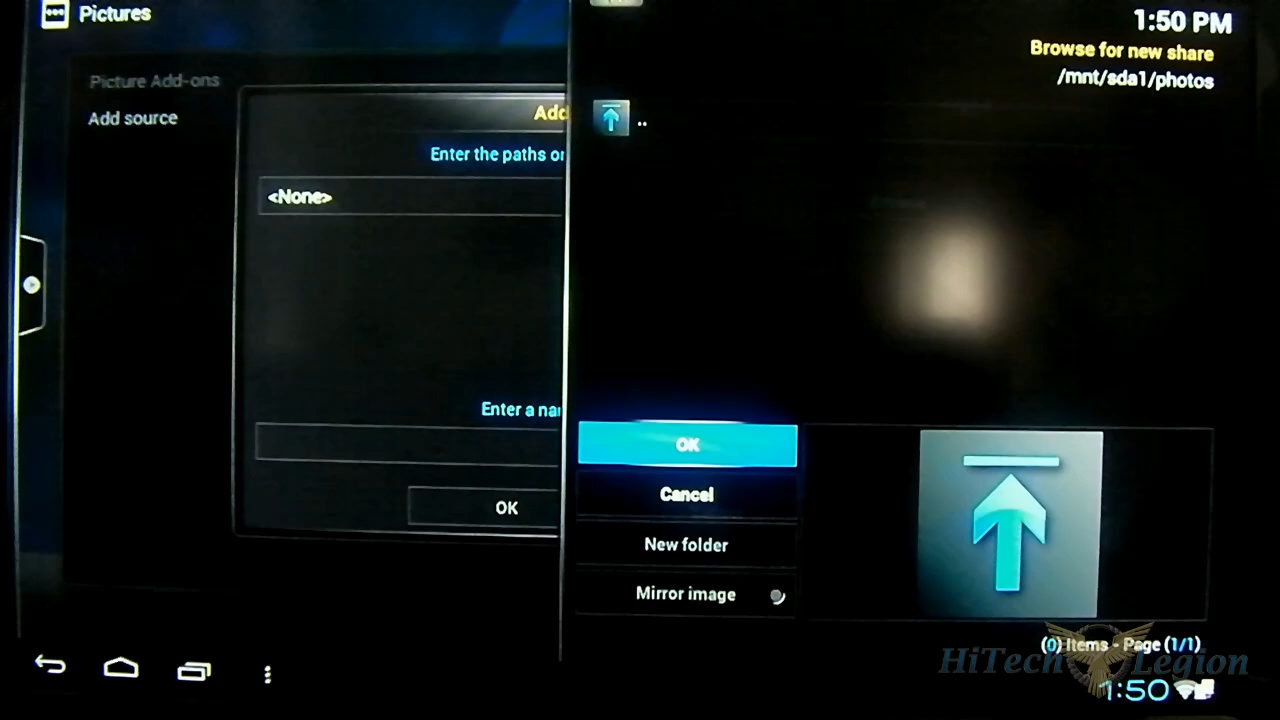 Pictures
Picture Add-ons
Add source
Add
Enter the paths or
<None>
Enter a nam
OK
1:50 PM
Browse for new share
/mnt/sda1/photos
..
OK
Cancel
New folder
Mirror image
(0) Items - Page (1/1)
HiTech Legion
1:50